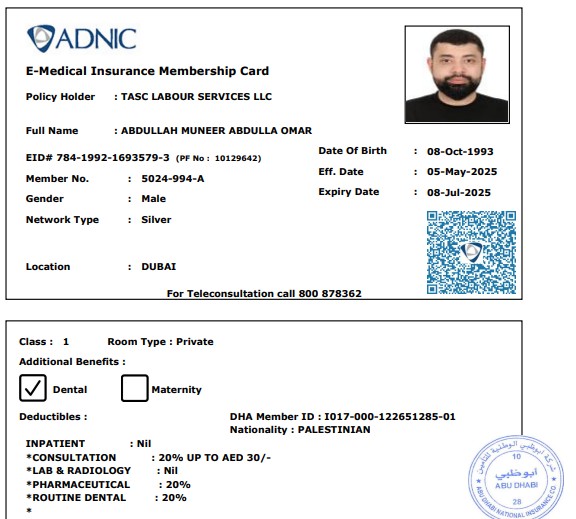 ADNIC
E-Medical Insurance Membership Card
Policy Holder : TASC LABOUR SERVICES LLC
Full Name : ABDULLAH MUNEER ABDULLA OMAR
EID# 784-1992-1693579-3 (PF No : 10129642)
Date Of Birth : 08-Oct-1993
Member No. : 5024-994-A
Eff. Date : 05-May-2025
Gender : Male
Expiry Date : 08-Jul-2025
Network Type : Silver
Location : DUBAI
For Teleconsultation call 800 878362
Class : 1 Room Type : Private
Additional Benefits :
Dental Maternity
Deductibles :
DHA Member ID : I017-000-122651285-01
Nationality : PALESTINIAN
INPATIENT : Nil
*CONSULTATION : 20% UP TO AED 30/-
*LAB & RADIOLOGY : Nil
*PHARMACEUTICAL : 20%
*ROUTINE DENTAL : 20%
*
شركة ابوظبي الوطنية للتأمين
10
أبوظبي
ABU DHABI
28
ABU DHABI NATIONAL INSURANCE CO.